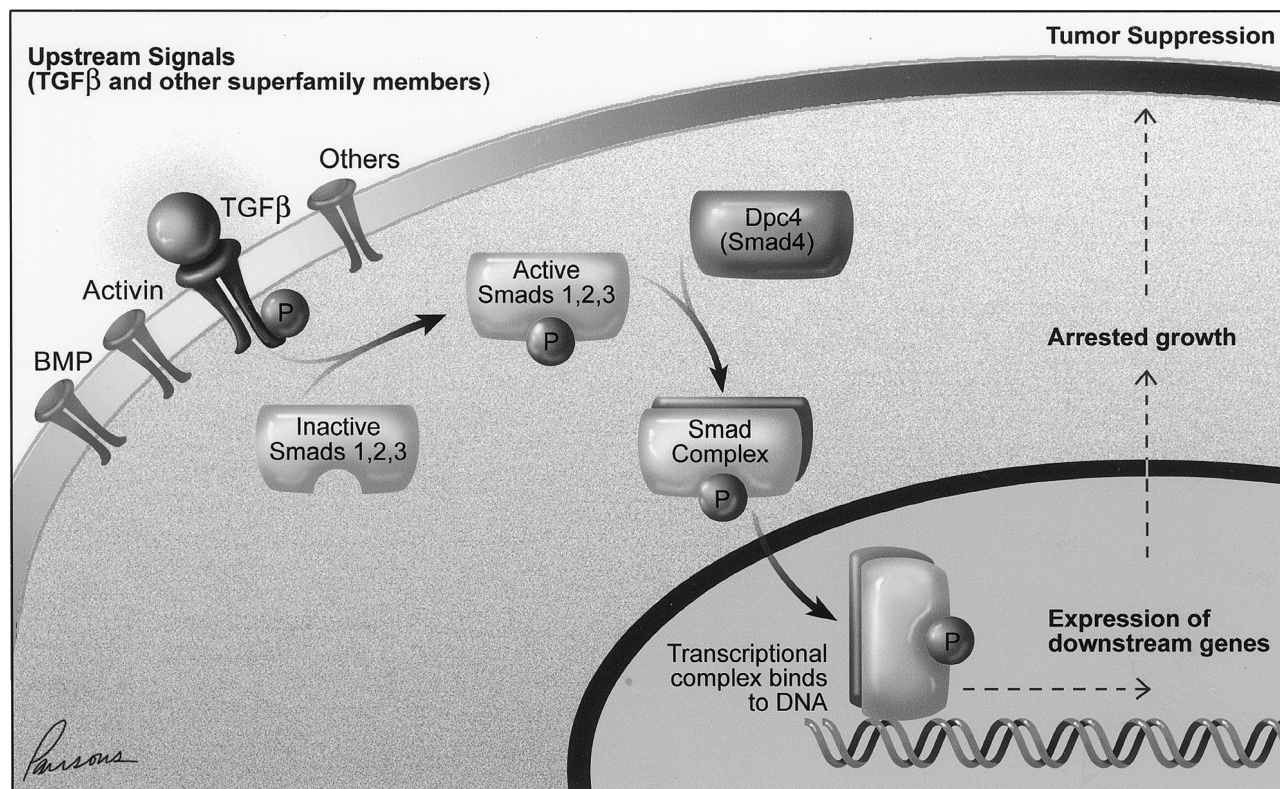 Upstream Signals
(TGFβ and other superfamily members)
Tumor Suppression
Others
TGFβ
Activin
BMP
P
Inactive
Smads 1,2,3
Active
Smads 1,2,3
P
Dpc4
(Smad4)
Smad
Complex
P
Arrested growth
Expression of
downstream genes
P
Transcriptional
complex binds
to DNA
Parsons